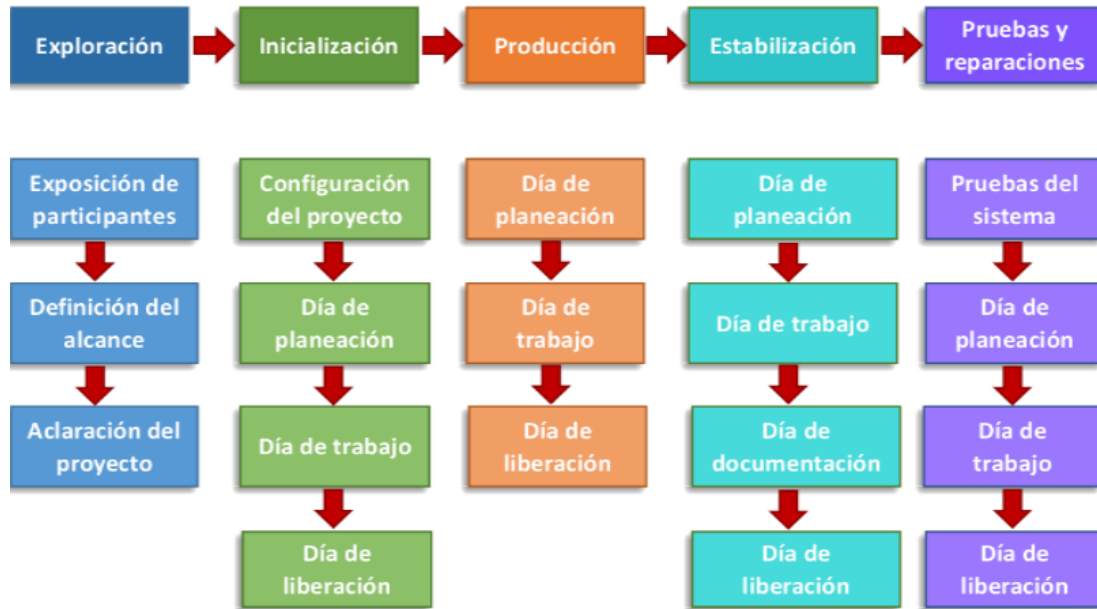 Exploración
Inicialización
Producción
Estabilización
Pruebas y
reparaciones
Exposición de
participantes
Definición del
alcance
Aclaración del
proyecto
Configuración
del proyecto
Día de
planeación
Día de trabajo
Día de
liberación
Día de
planeación
Día de
trabajo
Día de
liberación
Día de
planeación
Día de trabajo
Día de
documentación
Día de
liberación
Pruebas del
sistema
Día de
planeación
Día de
trabajo
Día de
liberación